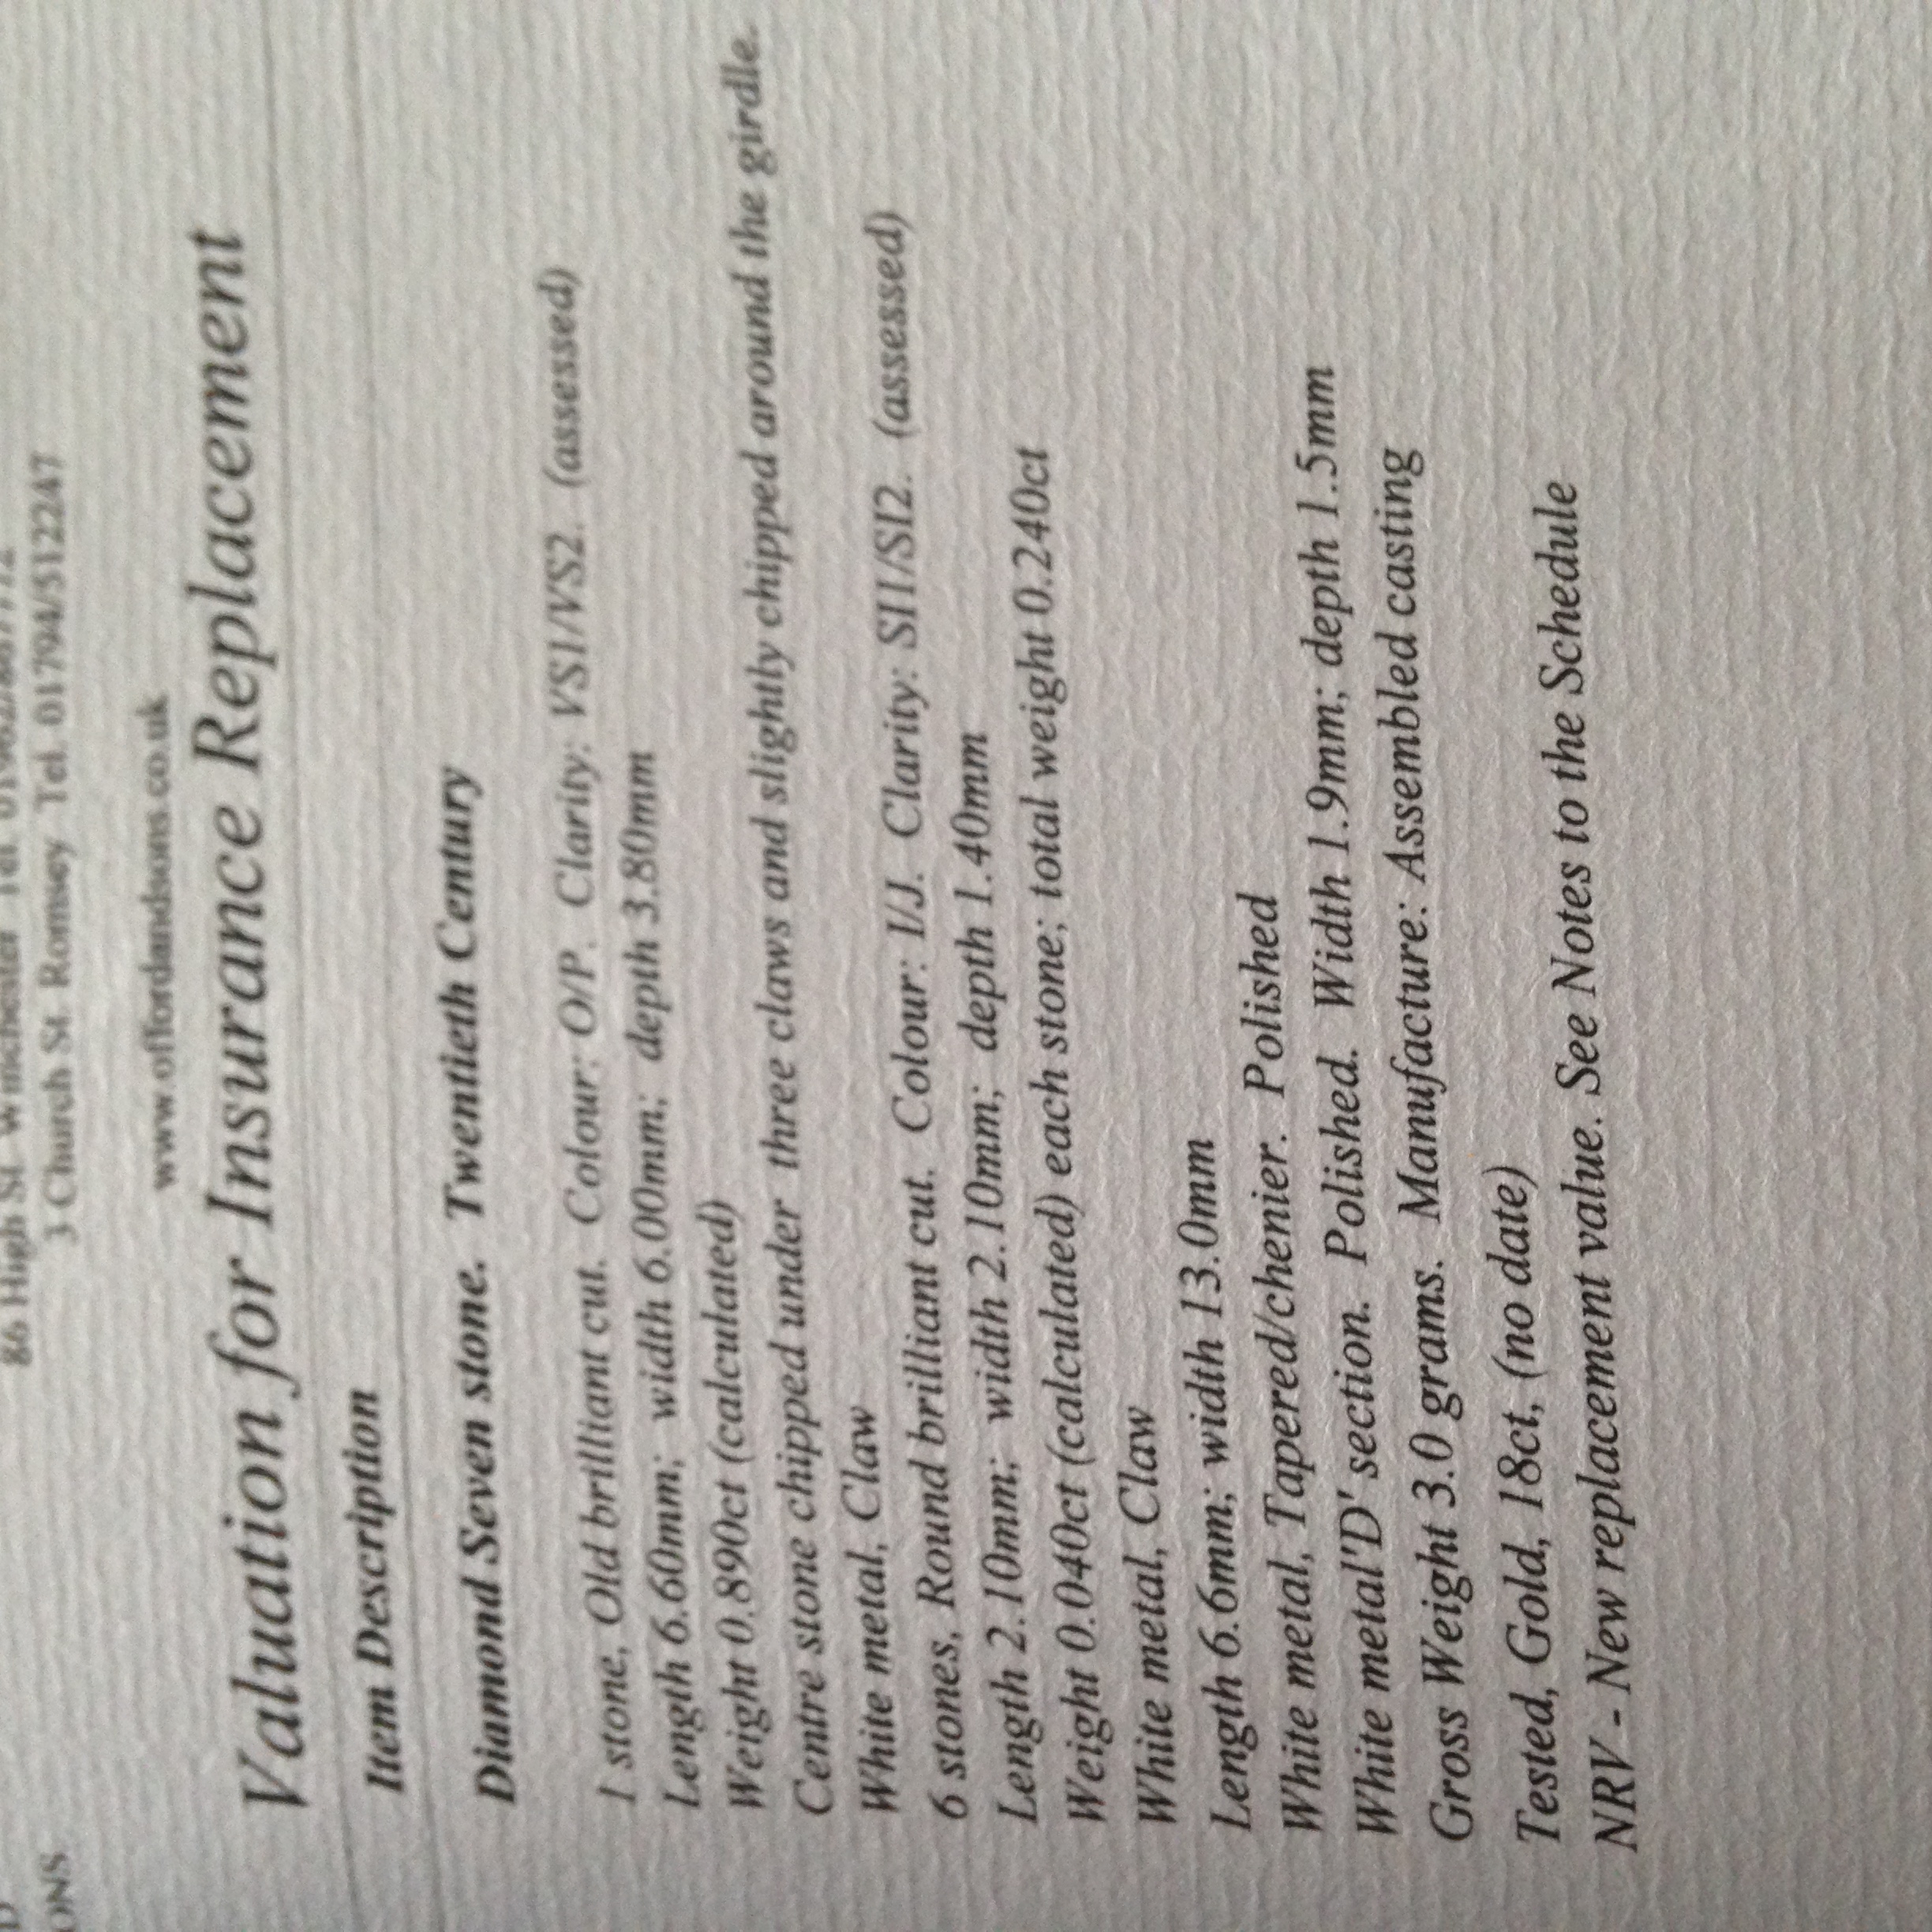 D
86 High St. Winchester Tel.
ONS
3 Church St. Romsey Tel. 01794/512247
www.offordandsons.co.uk
Valuation for Insurance Replacement
Item Description
Diamond Seven stone. Twentieth Century
1 stone, Old brilliant cut. Colour: O/P. Clarity: VS1/VS2. (assessed)
Length 6.60mm; width 6.00mm; depth 3.80mm
Weight 0.890ct (calculated)
Centre stone chipped under three claws and slightly chipped around the girdle.
White metal, Claw
6 stones, Round brilliant cut. Colour: I/J. Clarity: SI1/SI2. (assessed)
Length 2.10mm; width 2.10mm; depth 1.40mm
Weight 0.040ct (calculated) each stone; total weight 0.240ct
White metal, Claw
Length 6.6mm; width 13.0mm
White metal, Tapered/chenier. Polished
White metal'D' section. Polished. Width 1.9mm; depth 1.5mm
Gross Weight 3.0 grams. Manufacture: Assembled casting
Tested, Gold, 18ct, (no date)
NRV - New replacement value. See Notes to the Schedule